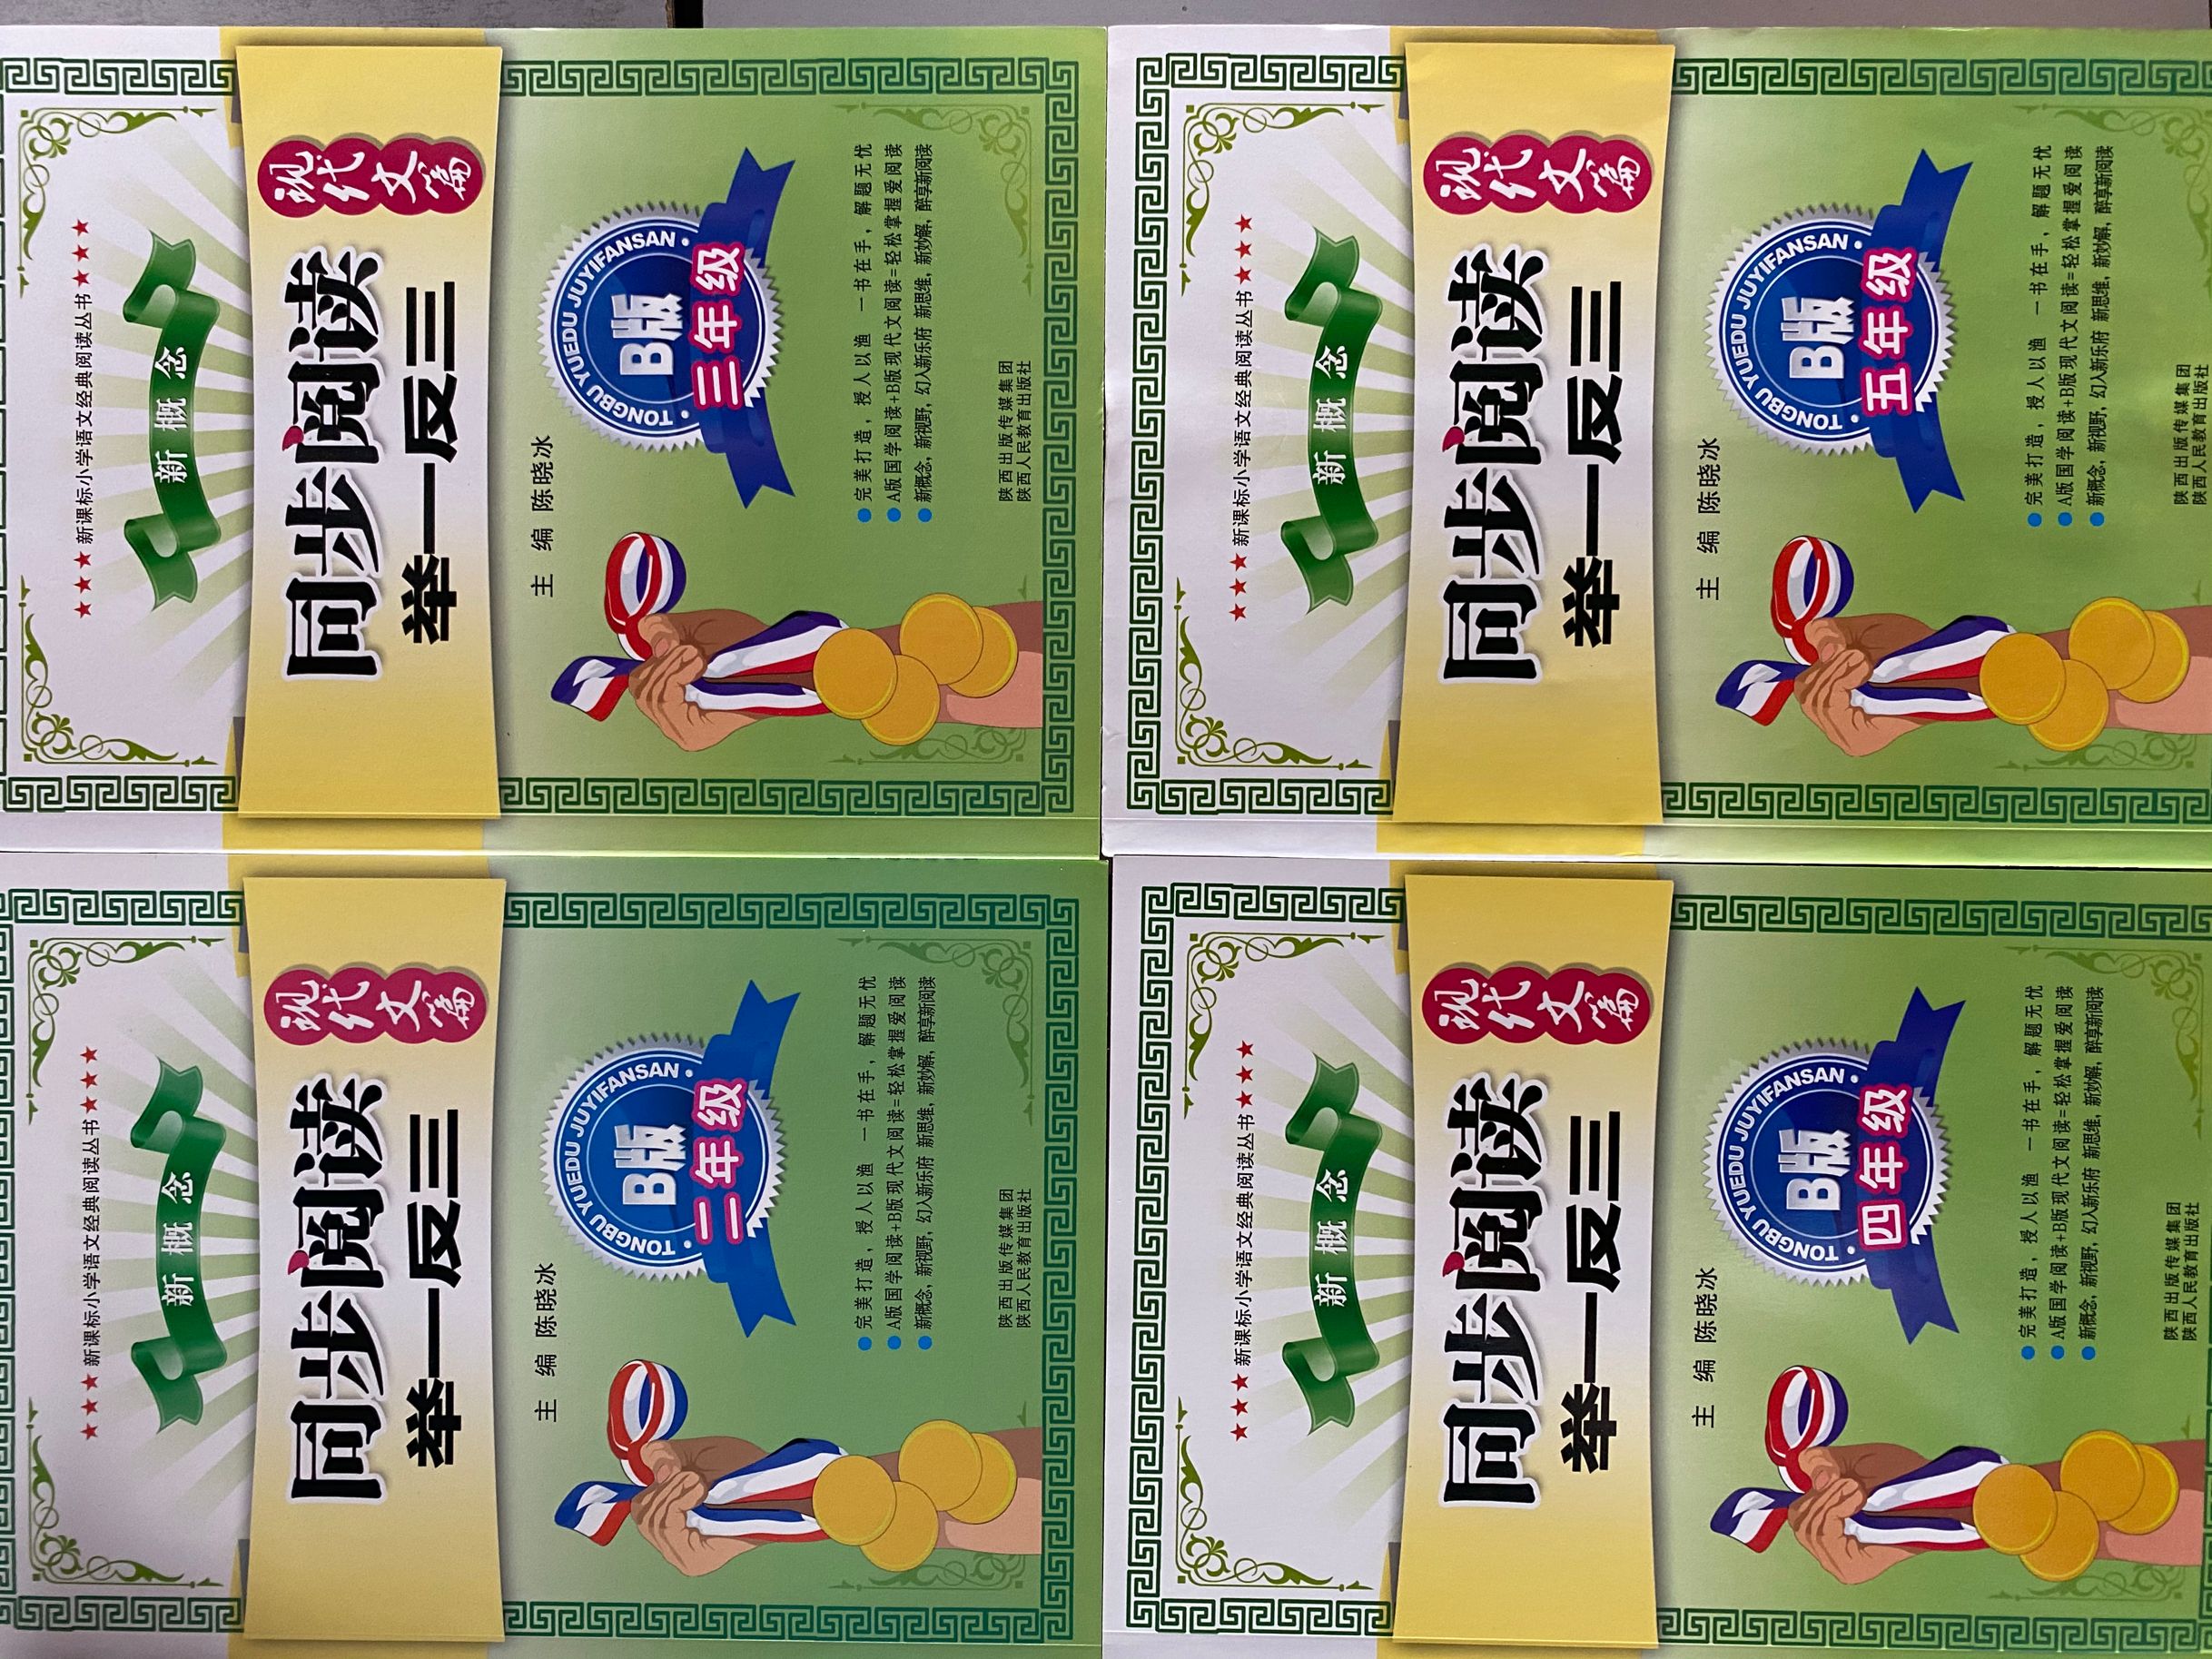 新课标小学语文经典阅读丛书
新概念
现代文篇
同步阅读
举一反三
主 编 陈晓冰
TONGBU YUEDU JUYIFANSAN
B版
二年级
完美打造，授人以渔 一书在手，解题无忧
A版国学阅读+B版现代文阅读=轻松掌握爱阅读
新概念，新视野，幻入新乐府 新思维，新妙解，醉享新阅读
陕西出版传媒集团
陕西人民教育出版社
新课标小学语文经典阅读丛书
新概念
现代文篇
同步阅读
举一反三
主 编 陈晓冰
TONGBU YUEDU JUYIFANSAN
B版
三年级
完美打造，授人以渔 一书在手，解题无忧
A版国学阅读+B版现代文阅读=轻松掌握爱阅读
新概念，新视野，幻入新乐府 新思维，新妙解，醉享新阅读
陕西出版传媒集团
陕西人民教育出版社
新课标小学语文经典阅读丛书
新概念
现代文篇
同步阅读
举一反三
主 编 陈晓冰
TONGBU YUEDU JUYIFANSAN
B版
四年级
完美打造，授人以渔 一书在手，解题无忧
A版国学阅读+B版现代文阅读=轻松掌握爱阅读
新概念，新视野，幻入新乐府 新思维，新妙解，醉享新阅读
陕西出版传媒集团
陕西人民教育出版社
新课标小学语文经典阅读丛书
新概念
现代文篇
同步阅读
举一反三
主 编 陈晓冰
TONGBU YUEDU JUYIFANSAN
B版
五年级
完美打造，授人以渔 一书在手，解题无忧
A版国学阅读+B版现代文阅读=轻松掌握爱阅读
新概念，新视野，幻入新乐府 新思维，新妙解，醉享新阅读
陕西出版传媒集团
陕西人民教育出版社